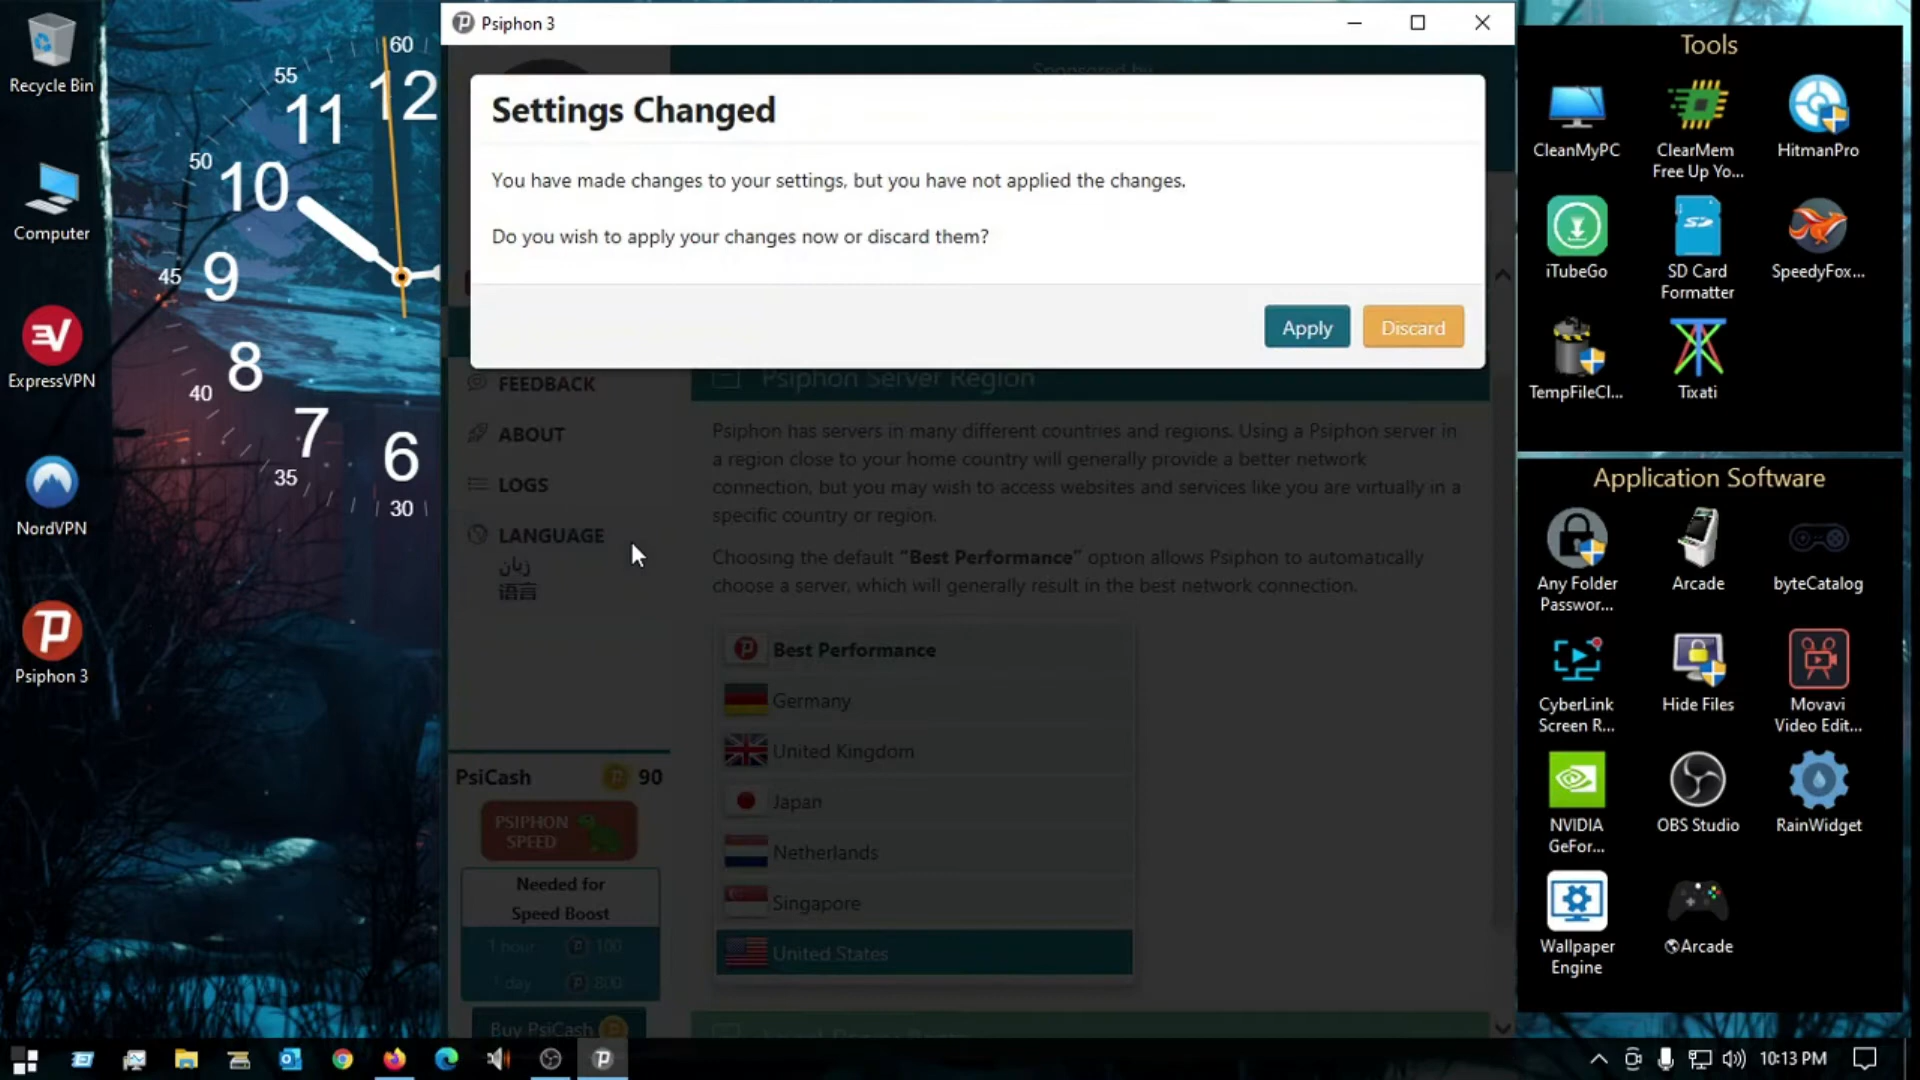 Recycle Bin
Computer
ExpressVPN
NordVPN
Psiphon 3
60
55
12
11
50
10
45
9
40
8
35
7
6
30
Psiphon 3
Sponsored by
Settings Changed
You have made changes to your settings, but you have not applied the changes.
Do you wish to apply your changes now or discard them?
Apply
Discard
FEEDBACK
ABOUT
LOGS
LANGUAGE
زبان
语言
PsiCash
90
PSIPHON
SPEED
Needed for
Speed Boost
1 hour
100
1 day
800
Buy PsiCash
Psiphon Server Region
Psiphon has servers in many different countries and regions. Using a Psiphon server in
a region close to your home country will generally provide a better network
connection, but you may wish to access websites and services like you are virtually in a
specific country or region.
Choosing the default “Best Performance” option allows Psiphon to automatically
choose a server, which will generally result in the best network connection.
Best Performance
Germany
United Kingdom
Japan
Netherlands
Singapore
United States
Tools
CleanMyPC
ClearMem
Free Up Yo...
HitmanPro
iTubeGo
SD Card
Formatter
SpeedyFox...
TempFileCl...
Tixati
Application Software
Any Folder
Passwor...
Arcade
byteCatalog
CyberLink
Screen R...
Hide Files
Movavi
Video Edit...
NVIDIA
GeFor...
OBS Studio
RainWidget
Wallpaper
Engine
Arcade
10:13 PM